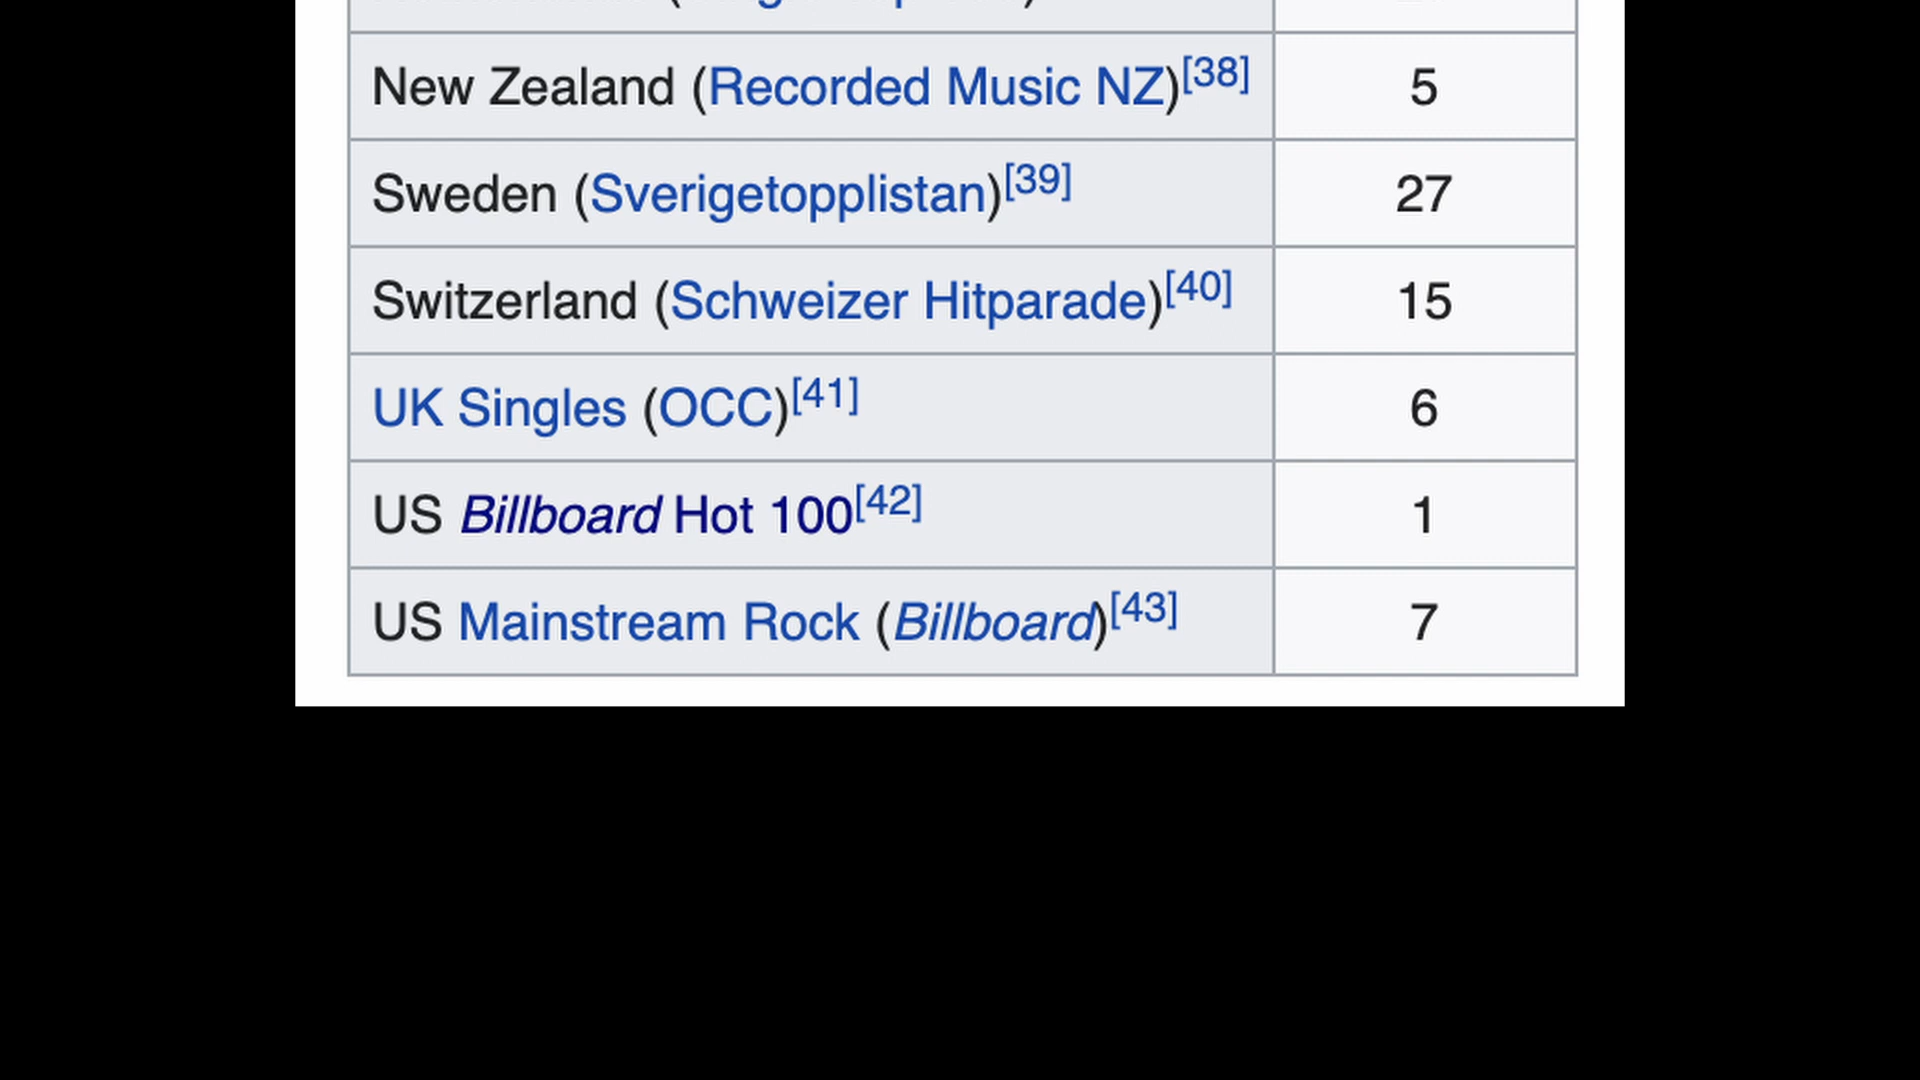 New Zealand (Recorded Music NZ)[38] 5
Sweden (Sverigetopplistan)[39] 27
Switzerland (Schweizer Hitparade)[40] 15
UK Singles (OCC)[41] 6
US Billboard Hot 100[42] 1
US Mainstream Rock (Billboard)[43] 7